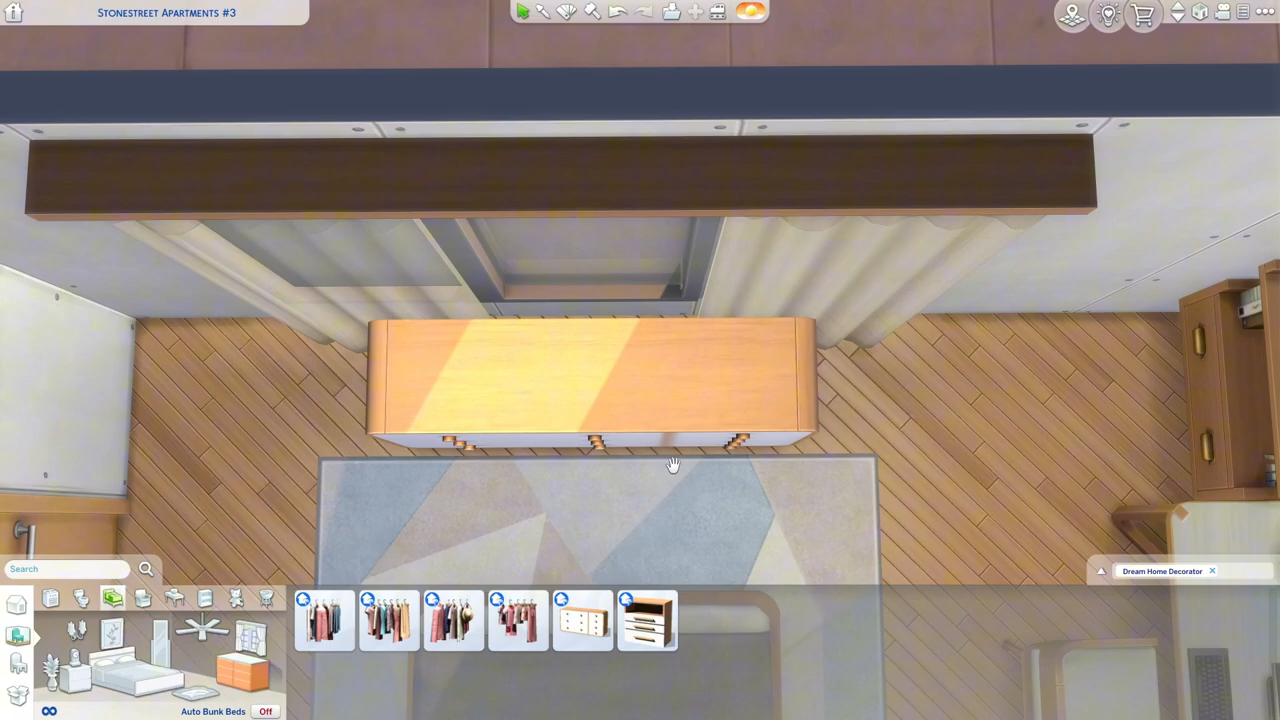 STONESTREET APARTMENTS #3
Search
Dream Home Decorator
Auto Bunk Beds
Off